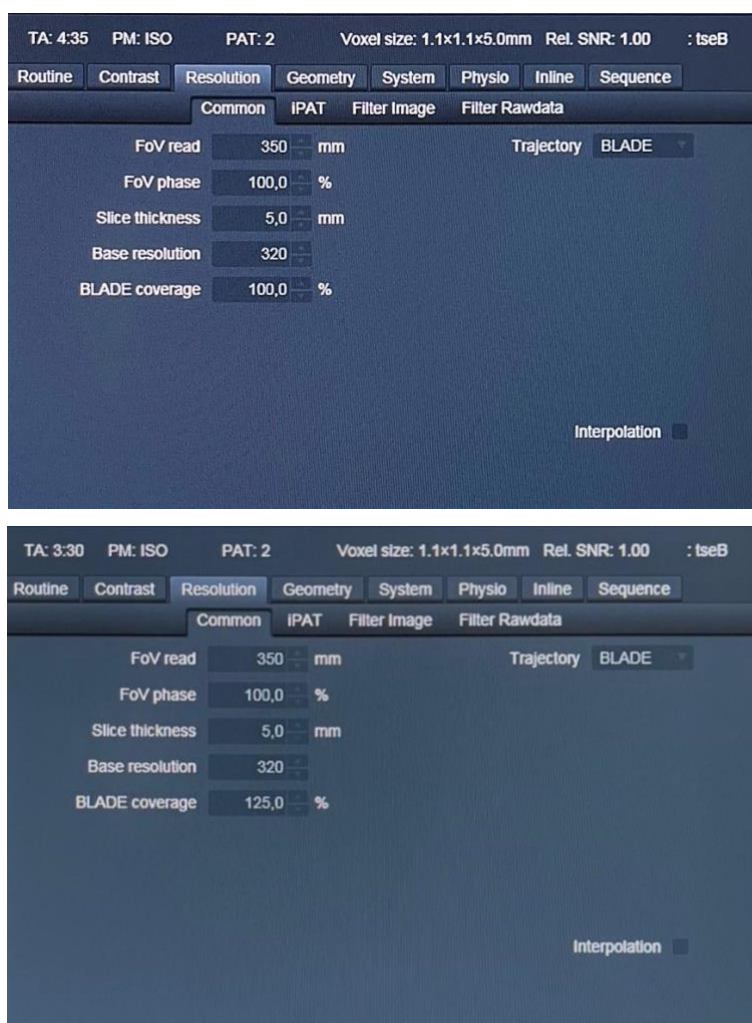 TA: 4:35 PM: ISO PAT: 2 Voxel size: 1.1×1.1×5.0mm Rel. SNR: 1.00 : tseB
Routine Contrast Resolution Geometry System Physio Inline Sequence
Common iPAT Filter Image Filter Rawdata
FoV read 350 mm Trajectory BLADE
FoV phase 100,0 %
Slice thickness 5,0 mm
Base resolution 320
BLADE coverage 100,0 %
Interpolation
TA: 3:30 PM: ISO PAT: 2 Voxel size: 1.1×1.1×5.0mm Rel. SNR: 1.00 : tseB
Routine Contrast Resolution Geometry System Physio Inline Sequence
Common iPAT Filter Image Filter Rawdata
FoV read 350 mm Trajectory BLADE
FoV phase 100,0 %
Slice thickness 5,0 mm
Base resolution 320
BLADE coverage 125,0 %
Interpolation